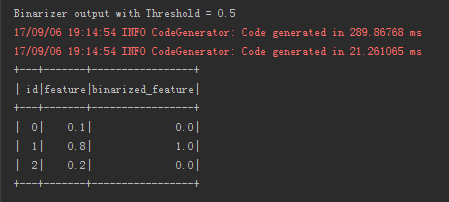 Binarizer output with Threshold = 0.5
17/09/06 19:14:54 INFO CodeGenerator: Code generated in 289.86768 ms
17/09/06 19:14:54 INFO CodeGenerator: Code generated in 21.261065 ms
+---+-------+-----------------+
| id|feature|binarized_feature|
+---+-------+-----------------+
|  0|    0.1|              0.0|
|  1|    0.8|              1.0|
|  2|    0.2|              0.0|
+---+-------+-----------------+